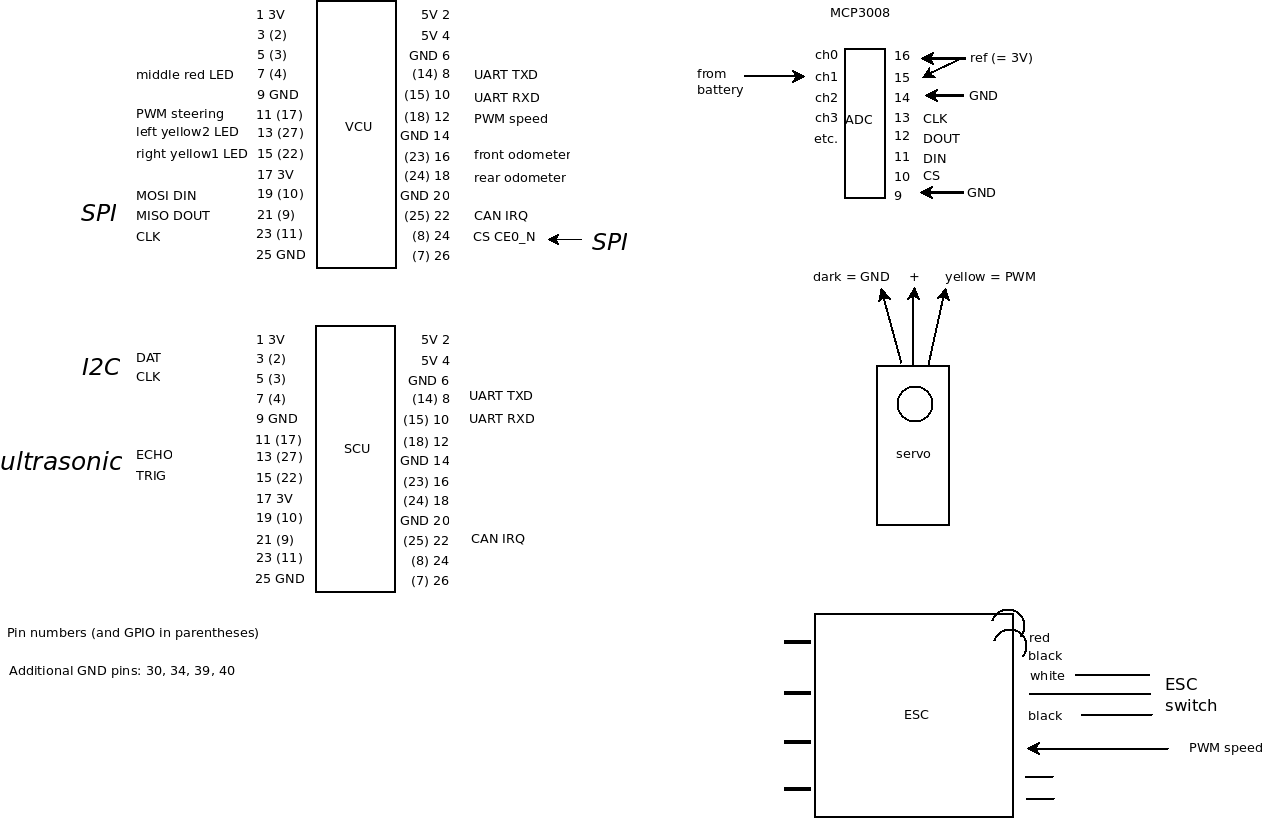 1 3V
3 (2)
5 (3)
middle red LED 7 (4)
9 GND
PWM steering 11 (17)
left yellow2 LED 13 (27)
right yellow1 LED 15 (22)
17 3V
MOSI DIN 19 (10)
SPI MISO DOUT 21 (9)
CLK 23 (11)
25 GND
VCU
5V 2
5V 4
GND 6
(14) 8 UART TXD
(15) 10 UART RXD
(18) 12 PWM speed
GND 14
(23) 16 front odometer
(24) 18 rear odometer
GND 20
(25) 22 CAN IRQ
(8) 24 CS CE0_N SPI
(7) 26
1 3V
I2C DAT 3 (2)
CLK 5 (3)
7 (4)
9 GND
11 (17)
ultrasonic ECHO 13 (27)
TRIG 15 (22)
17 3V
19 (10)
21 (9)
23 (11)
25 GND
SCU
5V 2
5V 4
GND 6
(14) 8 UART TXD
(15) 10 UART RXD
(18) 12
GND 14
(23) 16
(24) 18
GND 20
(25) 22 CAN IRQ
(8) 24
(7) 26
Pin numbers (and GPIO in parentheses)
Additional GND pins: 30, 34, 39, 40
MCP3008
from
battery
ch0
ch1
ch2
ch3
etc.
ADC
16 ref (= 3V)
15
14 GND
13 CLK
12 DOUT
11 DIN
10 CS
9 GND
dark = GND + yellow = PWM
servo
ESC
red
black
white
black
ESC
switch
PWM speed